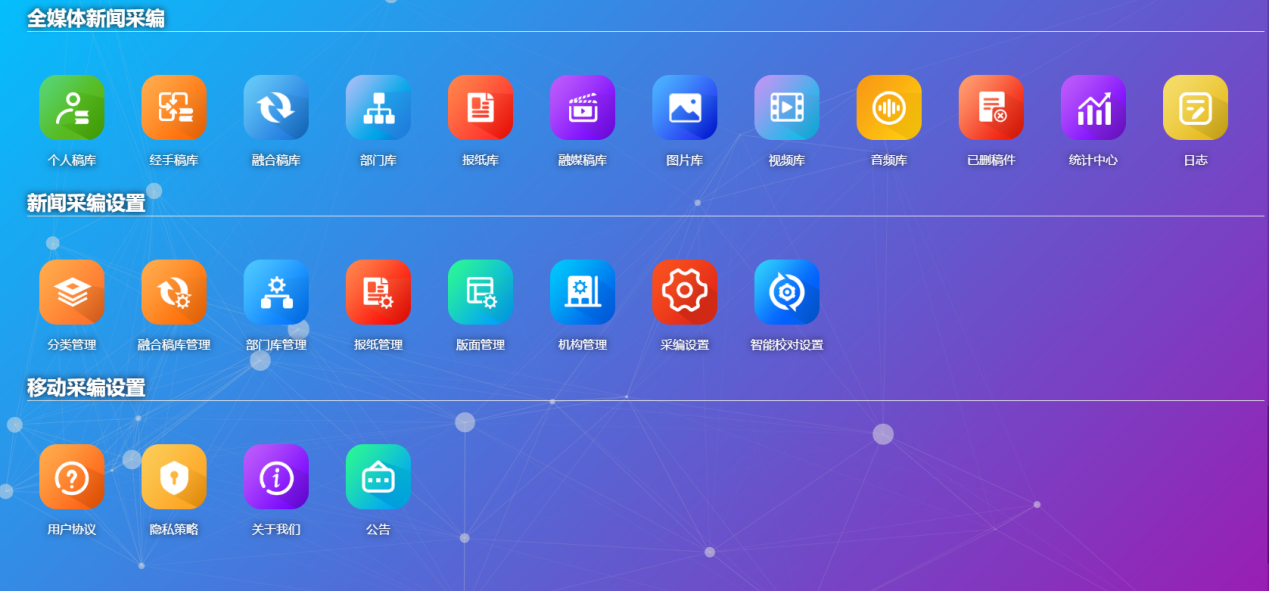 全媒体新闻采编
个人稿库 经手稿库 融合稿库 部门库 报纸库 融媒稿库 图片库 视频库 音频库 已删稿件 统计中心 日志
新闻采编设置
分类管理 融合稿库管理 部门库管理 报纸管理 版面管理 机构管理 采编设置 智能校对设置
移动采编设置
用户协议 隐私策略 关于我们 公告